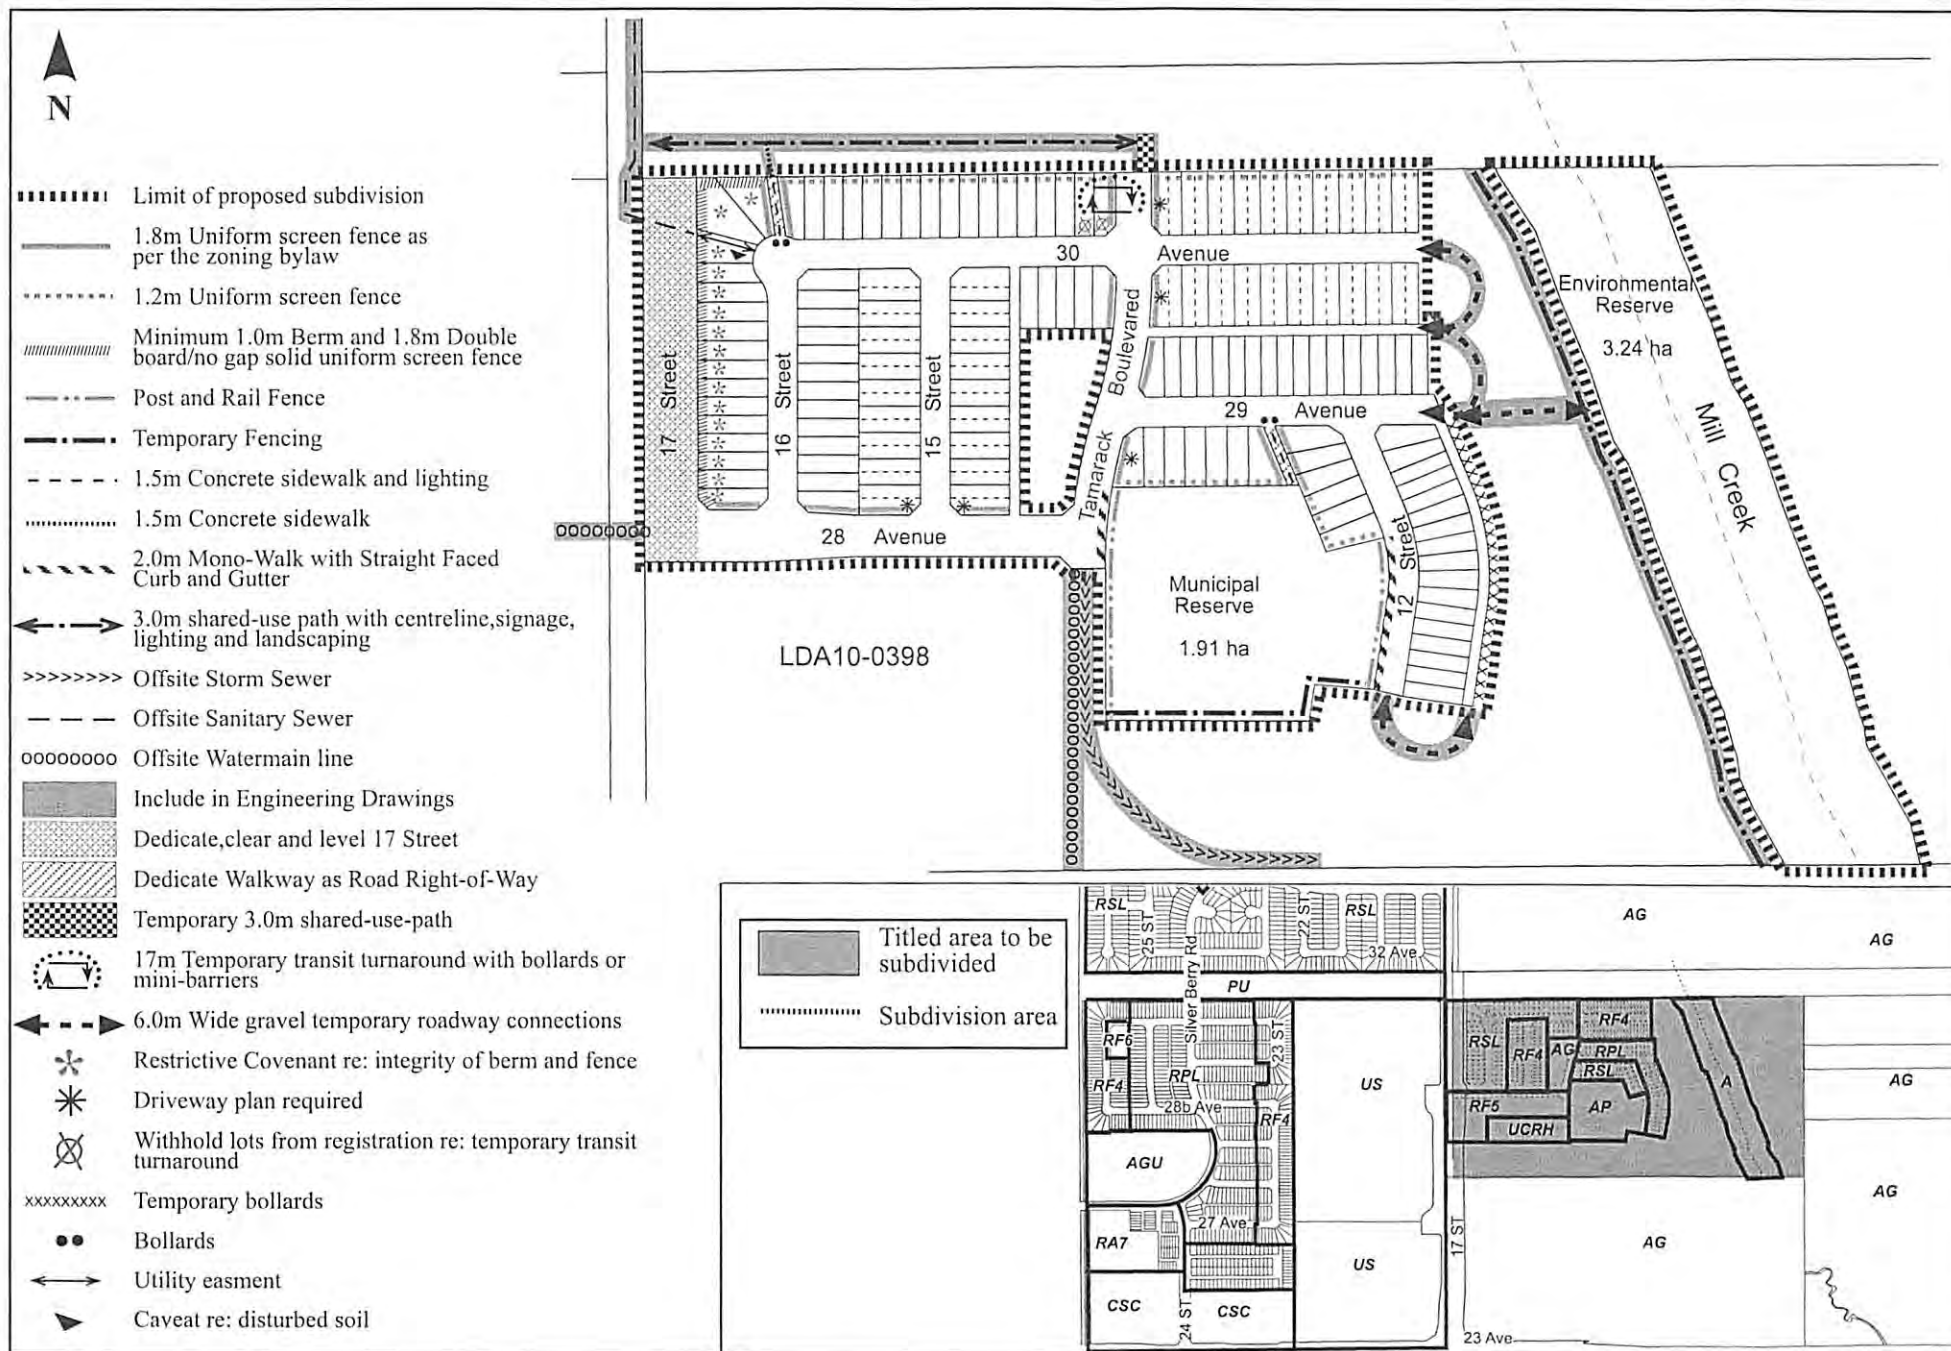 N
Limit of proposed subdivision
1.8m Uniform screen fence as
per the zoning bylaw
1.2m Uniform screen fence
Minimum 1.0m Berm and 1.8m Double
board/no gap solid uniform screen fence
Post and Rail Fence
Temporary Fencing
1.5m Concrete sidewalk and lighting
1.5m Concrete sidewalk
2.0m Mono-Walk with Straight Faced
Curb and Gutter
3.0m shared-use path with centreline,signage,
lighting and landscaping
Offsite Storm Sewer
Offsite Sanitary Sewer
Offsite Watermain line
Include in Engineering Drawings
Dedicate,clear and level 17 Street
Dedicate Walkway as Road Right-of-Way
Temporary 3.0m shared-use-path
17m Temporary transit turnaround with bollards or
mini-barriers
6.0m Wide gravel temporary roadway connections
Restrictive Covenant re: integrity of berm and fence
Driveway plan required
Withhold lots from registration re: temporary transit
turnaround
Temporary bollards
Bollards
Utility easment
Caveat re: disturbed soil
30 Avenue
Environmental
Reserve
3.24 ha
17 Street
16 Street
15 Street
Tamarack Boulevared
29 Avenue
Mill Creek
28 Avenue
12 Street
Municipal
Reserve
1.91 ha
LDA10-0398
Titled area to be
subdivided
Subdivision area
RSL
25 ST
Silver Berry Rd
22 ST
RSL
32 Ave
AG
AG
PU
RF6
RF4
RPL
23 ST
28b Ave
RF4
US
RSL
RF4
AG
RF4
RPL
RSL
A
AG
RF5
UCRH
AP
AGU
27 Ave
RA7
US
17 ST
AG
AG
CSC
24 ST
CSC
23 Ave